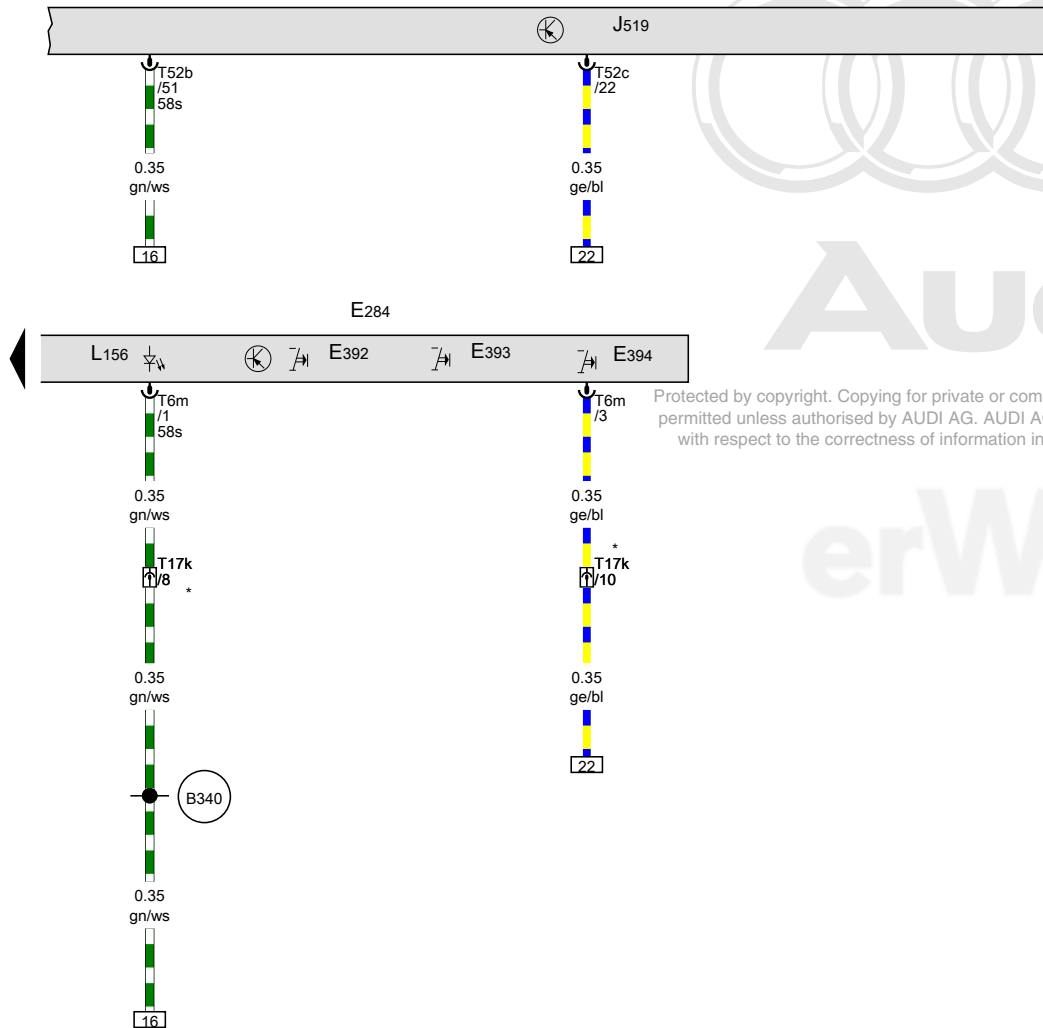 J519
T52b
/51
58s
T52c
/22
0.35
gn/ws
0.35
ge/bl
16
22
E284
L156
E392
E393
E394
T6m
/1
58s
T6m
/3
Protected by copyright. Copying for private or com
permitted unless authorised by AUDI AG. AUDI A
with respect to the correctness of information in
Aud
0.35
gn/ws
0.35
ge/bl
erW
T17k
/8
*
*
T17k
/10
0.35
gn/ws
0.35
ge/bl
22
B340
0.35
gn/ws
16